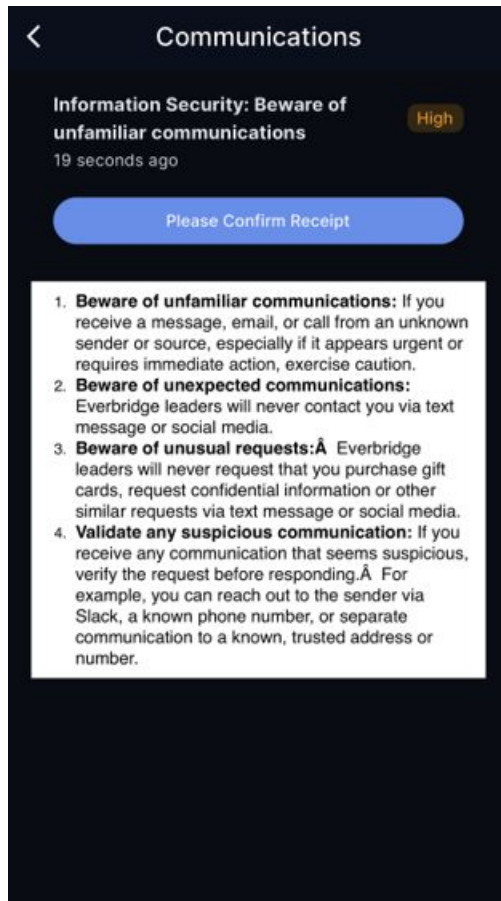 Communications
Information Security: Beware of
unfamiliar communications
High
19 seconds ago
Please Confirm Receipt
1. Beware of unfamiliar communications: If you
receive a message, email, or call from an unknown
sender or source, especially if it appears urgent or
requires immediate action, exercise caution.
2. Beware of unexpected communications:
Everbridge leaders will never contact you via text
message or social media.
3. Beware of unusual requests:Â Everbridge
leaders will never request that you purchase gift
cards, request confidential information or other
similar requests via text message or social media.
4. Validate any suspicious communication: If you
receive any communication that seems suspicious,
verify the request before responding.Â For
example, you can reach out to the sender via
Slack, a known phone number, or separate
communication to a known, trusted address or
number.